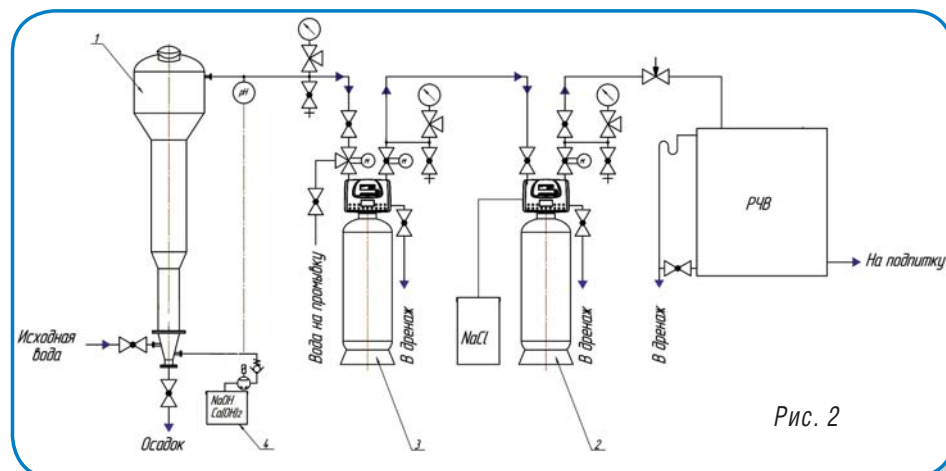 1
pH
М
М
М
Вода на промывку
В дренаж
NaCl
В дренаж
РЧВ
В дренаж
На подпитку
Исходная
вода
NaOH
Ca(OH)2
Осадок
4
3
2
Рис. 2